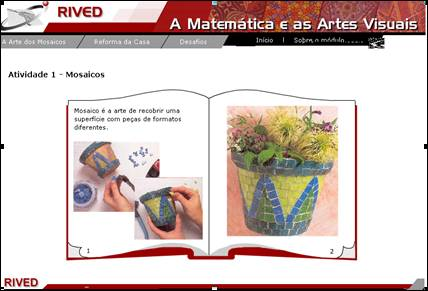 RIVED
A Matemática e as Artes Visuais
A Arte dos Mosaicos / Reforma da Casa / Desafios Início | Sobre o módulo
Atividade 1 - Mosaicos
Mosaico é a arte de recobrir uma
superfície com peças de formatos
diferentes.
1
2
RIVED